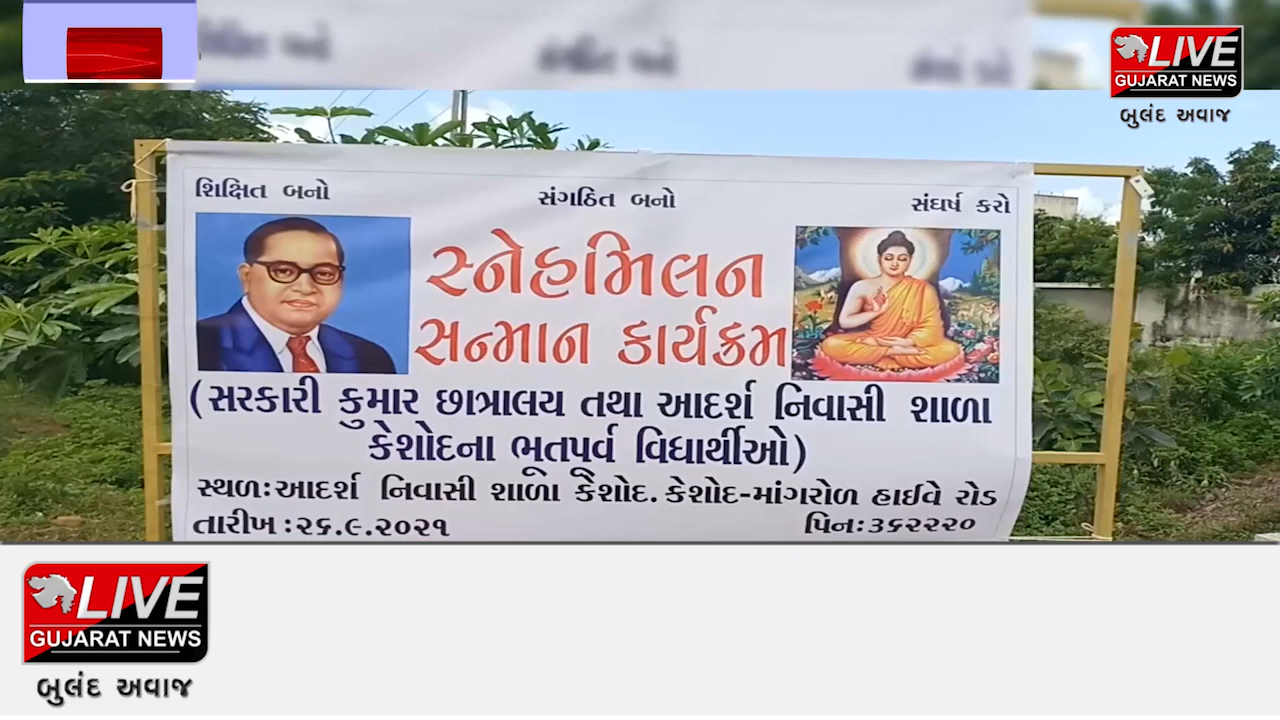 LIVE
GUJARAT NEWS
બુલંદ અવાજ
શિક્ષિત બનો
સંગઠિત બનો
સંઘર્ષ કરો
સ્નેહમિલન
સન્માન કાર્યક્રમ
(સરકારી કુમાર છાત્રાલય તથા આદર્શ નિવાસી શાળા
કેશોદના ભૂતપૂર્વ વિધાર્થીઓ)
સ્થળ:આદર્શ નિવાસી શાળા કેશોદ. કેશોદ-માંગરોળ હાઈવે રોડ
તારીખ :૨૬.૯.૨૦૨૧
પિન:૩૬૨૨૨૦
LIVE
GUJARAT NEWS
બુલંદ અવાજ